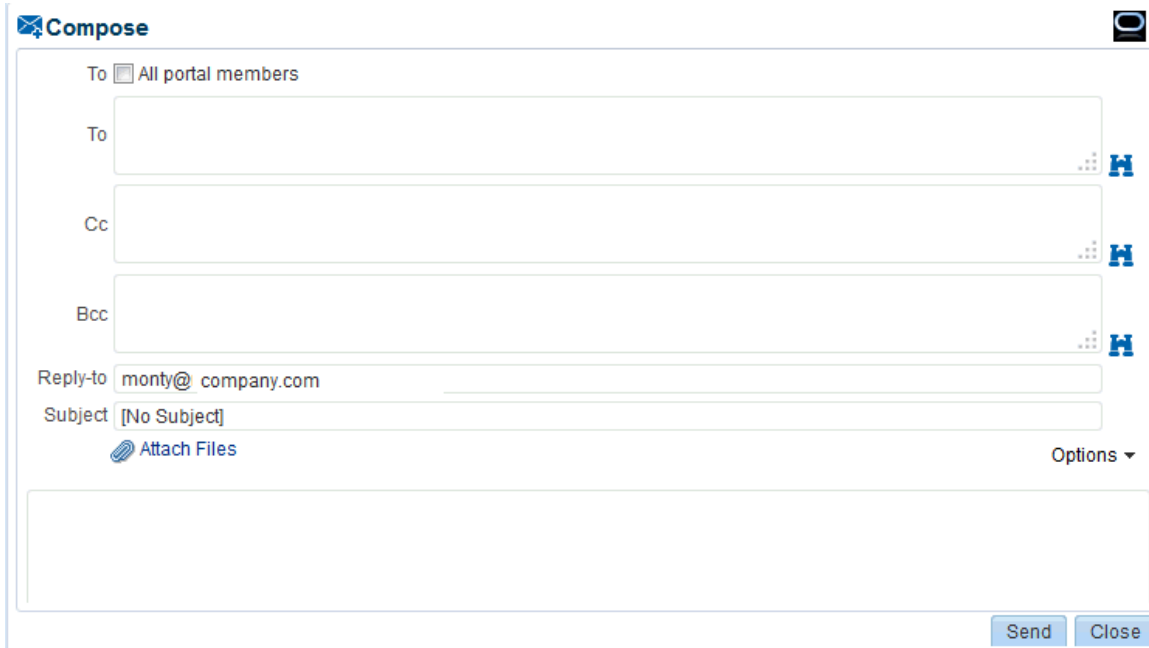 Compose
To All portal members
To
Cc
Bcc
Reply-to monty@ company.com
Subject [No Subject]
Attach Files
Options
Send Close